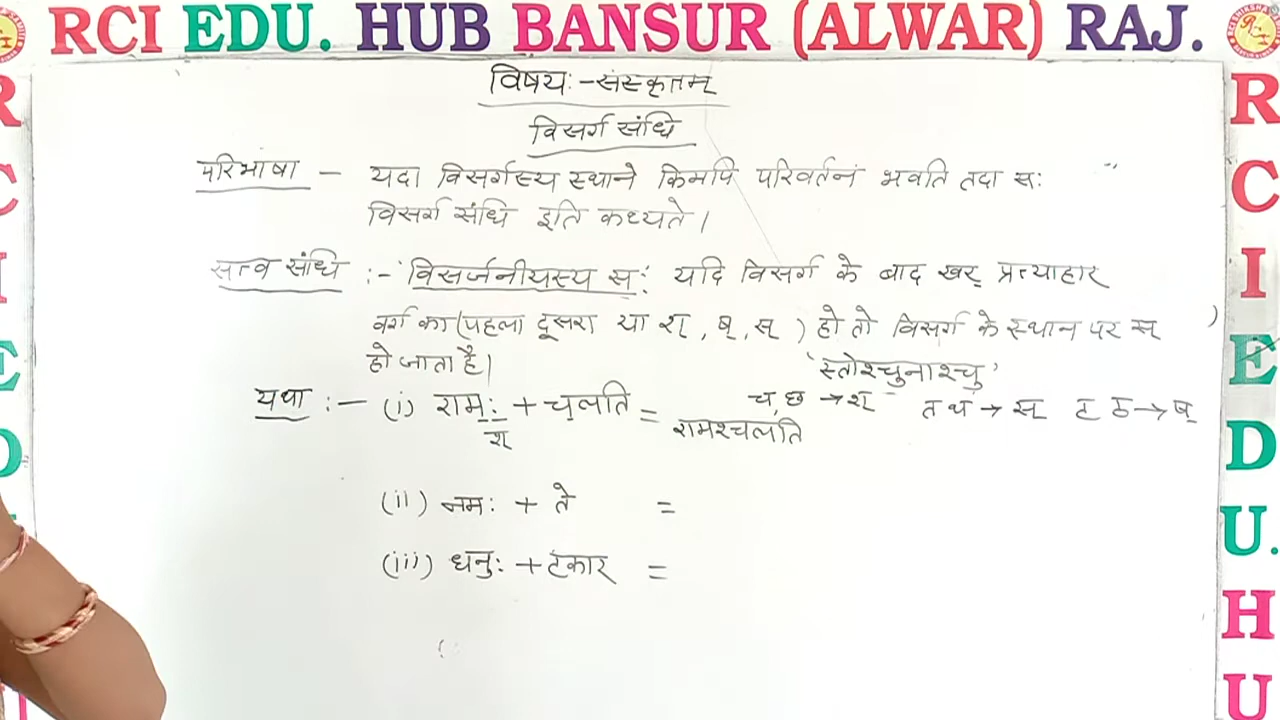 RCI EDU. HUB BANSUR (ALWAR) RAJ.
विषयः - संस्कृतम्
विसर्ग संधि
परिभाषा - यदा विसर्गस्य स्थाने किमपि परिवर्तनं भवति तदा सः
विसर्ग संधि इति कथ्यते।
सत्व संधि :- 'विसर्जनीयस्य सः' यदि विसर्ग के बाद खर् प्रत्याहार
वर्ग का (पहला दूसरा या श्, ष्, स् ) हो तो विसर्ग के स्थान पर स् )
हो जाता है।
'स्तोश्चुनाश्चु'
यथा :- (i) रामः + चलति = रामश्चलति
श्
च,छ → श् त थ → स् ट ठ → ष्
(ii) नमः + ते =
(iii) धनुः + टंकार =
R
C
I
E
D
U.
H
U
R
C
I
E
D